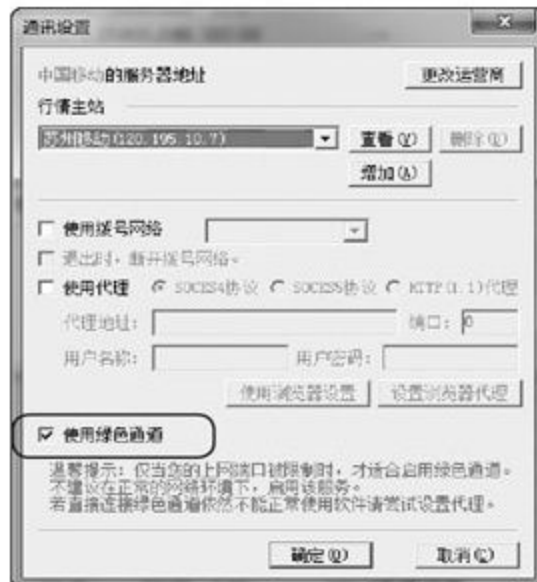 通讯设置
中国移动的服务器地址 更改运营商
行情主站
苏州移动(120.195.10.7) 查看(V) 删除(D)
增加(A)
使用拨号网络
退出时，断开拨号网络。
使用代理 SOCKS4协议 SOCKS5协议 HTTP(1.1)代理
代理地址： 端口：0
用户名称： 用户密码：
使用浏览器设置 设置浏览器代理
使用绿色通道
温馨提示：仅当您的上网端口被限制时，才适合启用绿色通道。
不建议在正常的网络环境下，启用该服务。
若直接连接绿色通道依然不能正常使用软件请尝试设置代理。
确定(O) 取消(C)